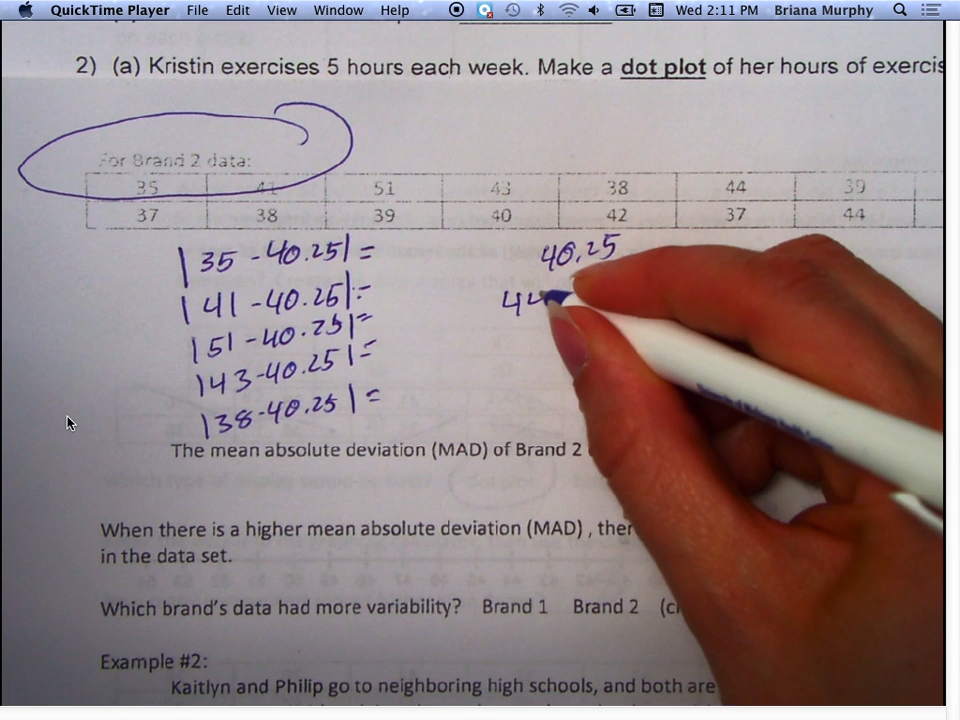 QuickTime Player File Edit View Window Help Wed 2:11 PM Briana Murphy
2) (a) Kristin exercises 5 hours each week. Make a dot plot of her hours of exercis
For Brand 2 data:
35 41 51 43 38 44 39
37 38 39 40 42 37 44
|35 - 40.25| = 40.25
|41 - 40.25| = 44
|51 - 40.25| =
|43 - 40.25| =
|38 - 40.25| =
The mean absolute deviation (MAD) of Brand 2
When there is a higher mean absolute deviation (MAD) , ther
in the data set.
Which brand's data had more variability? Brand 1 Brand 2 (ci
Example #2:
Kaitlyn and Philip go to neighboring high schools, and both are